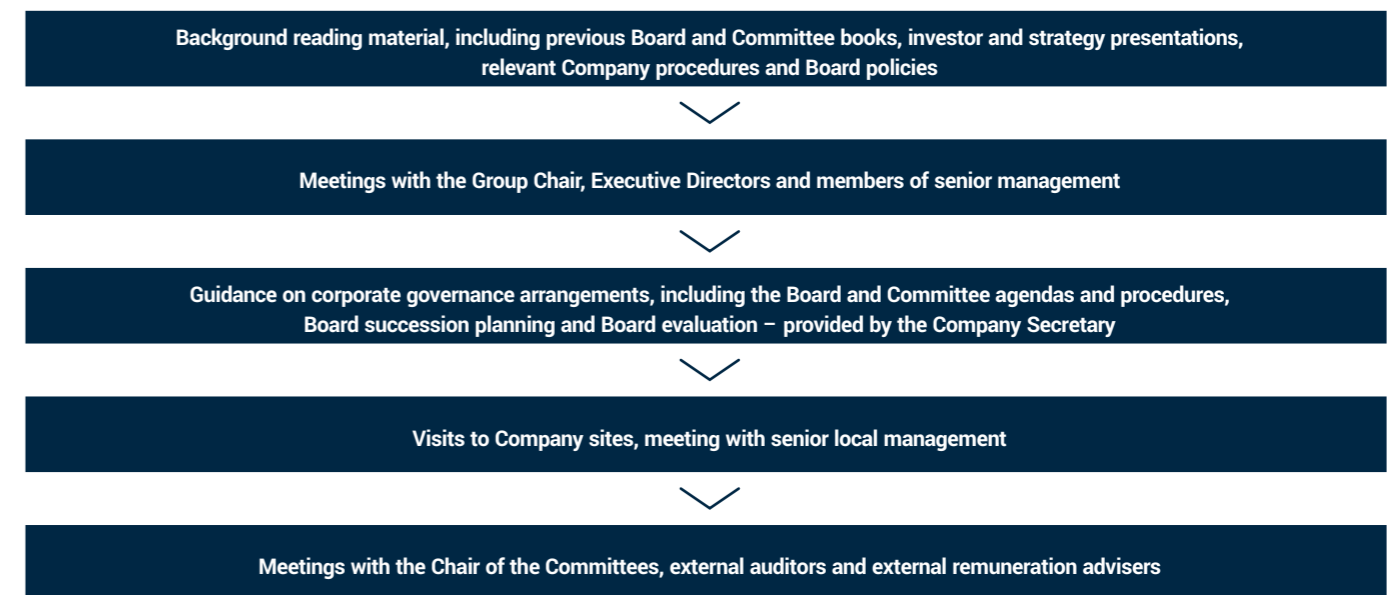 Background reading material, including previous Board and Committee books, investor and strategy presentations,
relevant Company procedures and Board policies
Meetings with the Group Chair, Executive Directors and members of senior management
Guidance on corporate governance arrangements, including the Board and Committee agendas and procedures,
Board succession planning and Board evaluation – provided by the Company Secretary
Visits to Company sites, meeting with senior local management
Meetings with the Chair of the Committees, external auditors and external remuneration advisers